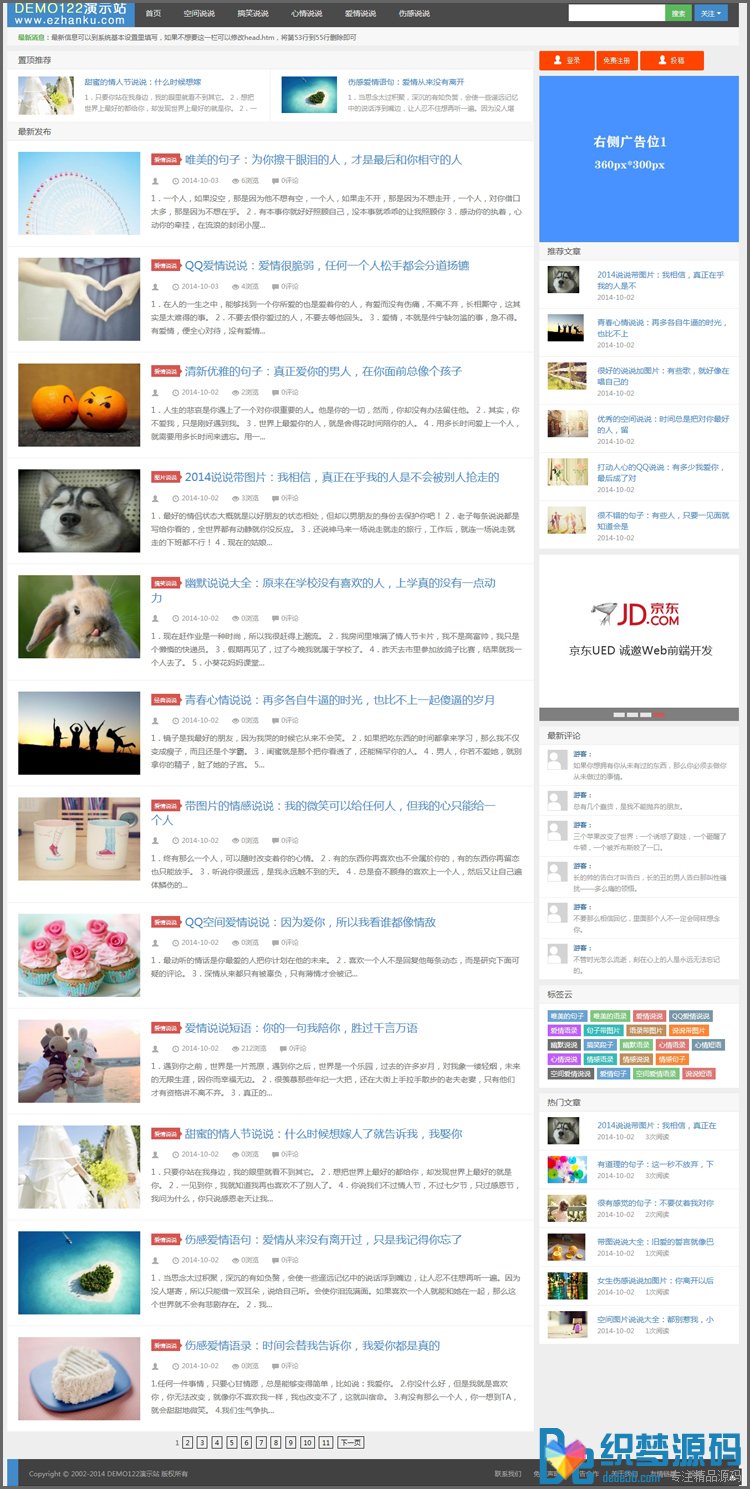 DEMO122演示站
www.ezhanku.com
首页 空间说说 搞笑说说 心情说说 爱情说说 伤感说说
搜索 关注
最新消息：最新信息可以到系统基本设置里填写，如果不想要这一栏可以修改head.htm，将第53行到55行删除即可
置顶推荐
甜蜜的情人节说说：什么时候想嫁
1．只要你站在我身边，我的眼里就看不到其它。 2．想把
世界上最好的都给你，却发现世界上最好的就是你。 2．一
伤感爱情语句：爱情从来没有离开
1．当思念太过积聚，深沉的有如负赘，会使一些遥远记忆
中的说话浮到嘴边，让人忍不住想再听一遍。因为没人堪
最新发布
爱情说说 唯美的句子：为你擦干眼泪的人，才是最后和你相守的人
2014-10-03 6浏览 0评论
1．一个人，如果没空，那是因为他不想有空，一个人，如果走不开，那是因为不想走开，一个人，对你借口
太多，那是因为不想在乎。 2．有本事你就好好照顾自己，没本事就乖乖的让我照顾你 3．感动你的执着，心
动你的牵挂，在流浪的封闭小屋...
爱情说说 QQ爱情说说：爱情很脆弱，任何一个人松手都会分道扬镳
2014-10-03 4浏览 0评论
1．在人的一生之中，能够找到一个你所爱的也是爱着你的人，有爱而没有伤痛，不离不弃，长相厮守，这其
实是太难得的事。 2．不要去恨你爱过的人，不要去等他回头。 3．爱情，本就是件宁缺勿滥的事，急不得。
有爱情，便全心对待，没有爱情...
爱情说说 清新优雅的句子：真正爱你的男人，在你面前总像个孩子
2014-10-02 2浏览 0评论
1．人生的悲哀是你遇上了一个对你很重要的人。他是你的一切，然而，你却没有办法留住他。 2．其实，你
不爱我，只是刚好遇到我。 3．世界上最爱你的人，就是舍得花时间陪你的人。 4．用多长时间爱上一个人，
就需要用多长时间来遗忘。用一...
图片说说 2014说说带图片：我相信，真正在乎我的人是不会被别人抢走的
2014-10-02 3浏览 0评论
1．最好的情侣状态大概就是以好朋友的状态相处，但却以男朋友的身份去保护你吧！ 2．老子每条说说都是
写给你看的，全世界都有动静就你没反应。 3．还说神马来一场说走就走的旅行，工作后，就连一场说走就
走的下班都不行！ 4．现在的姑娘...
搞笑说说 幽默说说大全：原来在学校没有喜欢的人，上学真的没有一点动
力
2014-10-02 0浏览 0评论
1．现在赶作业是一种时尚，所以我很赶得上潮流。 2．我房间里堆满了情人节卡片，我不是高富帅，我只是
个懒惰的快递员。 3．假期再见了，过了今晚我就属于学校了。 4．昨天去市里参加放鸽子比赛，结果就我一
个人去了。 5．小葵花妈妈课堂...
经典说说 青春心情说说：再多各自牛逼的时光，也比不上一起傻逼的岁月
2014-10-02 0浏览 0评论
1．镜子是我最好的朋友，因为我哭的时候它从来不会笑。 2．如果把吃东西的时间都拿来学习，那么我不仅
变成瘦子，而且还是个学霸。 3．闺蜜就是那个把你看透了，还能稀罕你的人。 4．男人，你若不爱她，就别
拿你的精子，脏了她的子宫。 5...
爱情说说 带图片的情感说说：我的微笑可以给任何人，但我的心只能给一
个人
2014-10-02 0浏览 0评论
1．终有那么一个人，可以随时改变着你的心情。 2．有的东西你再喜欢也不会属于你的，有的东西你再留恋
也只能放手。 3．听说你很遥远，是我永远触不到的天。 4．总是奋不顾身的喜欢上一个人，然后又让自己遍
体鳞伤的...
爱情说说 QQ空间爱情说说：因为爱你，所以我看谁都像情敌
2014-10-02 0浏览 0评论
1．最动听的情话是你最爱的人把你计划在他的未来。 2．喜欢一个人不是回复他每条动态，而是研究下面可
疑的评论。 3．深情从来都只有被辜负，只有薄情才会被记...
爱情说说 爱情说说短语：你的一句我陪你，胜过千言万语
2014-10-02 212浏览 0评论
1．遇到你之前，世界是一片荒原，遇到你之后，世界是一个乐园，过去的许多岁月，对我象一缕轻烟，未来
的无限生涯，因你而幸福无边。 2．很羡慕那些年纪一大把，还在大街上手拉手散步的老夫老妻，只有他们
才有资格讲不离不弃。 3．真正的...
爱情说说 甜蜜的情人节说说：什么时候想嫁人了就告诉我，我娶你
2014-10-02 0浏览 0评论
1．只要你站在我身边，我的眼里就看不到其它。 2．想把世界上最好的都给你，却发现世界上最好的就是
你。 2．一见到你，我就知道我再也喜欢不了别人了。 4．你说我们不过情人节，不过七夕节，只过感恩节，
我问为什么，你只说感恩老天让我...
爱情说说 伤感爱情语句：爱情从来没有离开过，只是我记得你忘了
2014-10-02 0浏览 0评论
1．当思念太过积聚，深沉的有如负赘，会使一些遥远记忆中的说话浮到嘴边，让人忍不住想再听一遍。因为
没人堪寄，所以只能借一双耳朵，说给自己听。会使你泪流满面。如果喜欢一个人就能和她在一起，那么这
个世界就不会有悲剧存在。 2．我...
爱情说说 伤感爱情语录：时间会替我告诉你，我爱你都是真的
2014-10-02 0浏览 0评论
1.任何一件事情，只要心甘情愿，总是能够变得简单，比如说：我爱你。 2.你没什么好，但是我就是喜欢
你，你无法改变，就像你不喜欢我一样，我也改变不了，这就叫宿命。 3.有没有那么一个人，你一想到TA，
就会甜甜地微笑。 4.我们生气争执...
1 2 3 4 5 6 7 8 9 10 11 下一页
登录 免费注册 投稿
右侧广告位1
360px*300px
推荐文章
2014说说带图片：我相信，真正在乎
我的人是不
2014-10-02
青春心情说说：再多各自牛逼的时光，
也比不上
2014-10-02
很好的说说加图片：有些歌，就好像在
唱自己的
2014-10-02
优秀的空间说说：时间总是把对你最好
的人，留
2014-10-02
打动人心的QQ说说：有多少我爱你，
最后成了对
2014-10-02
很不错的句子：有些人，只要一见面就
知道会是
2014-10-02
JD.京东
.COM
京东UED 诚邀Web前端开发
最新评论
游客：
如果你想拥有你从未有过的东西，那么你必须去做你
从未做过的事情。
游客：
总有几个蠢货，是我不能抛弃的朋友。
游客：
三个苹果改变了世界：一个诱惑了夏娃，一个砸醒了
牛顿，一个被乔布斯咬了一口。
游客：
长的帅的告白才叫告白，长的丑的男人告白那叫性骚
扰——多么痛的领悟。
游客：
不要那么相信回忆，里面那个人不一定会同样想念
你。
游客：
不管时光怎么流逝，刻在心上的人是永远无法忘记
的。
标签云
唯美的句子 唯美的语录 爱情说说 QQ爱情说说
爱情语录 句子带图片 语录带图片 说说带图片
幽默说说 搞笑段子 幽默语录 心情语录 心情短语
心情说说 情感语录 情感说说 情感句子
空间爱情说说 爱情句子 空间爱情语录 说说短语
热门文章
2014说说带图片：我相信，真正在
2014-10-02 3次阅读
有道理的句子：这一秒不放弃，下
2014-10-02 3次阅读
很有感觉的句子：不要仗着我对你
2014-10-02 2次阅读
带图说说大全：旧爱的誓言就像巴
2014-10-02 1次阅读
女生伤感说说加图片：你离开以后
2014-10-02 1次阅读
空间图片说说大全：都别惹我，小
2014-10-02 1次阅读
Copyright © 2002-2014 DEMO122演示站 版权所有
联系我们
织梦源码
dede30.com 专注精品源码